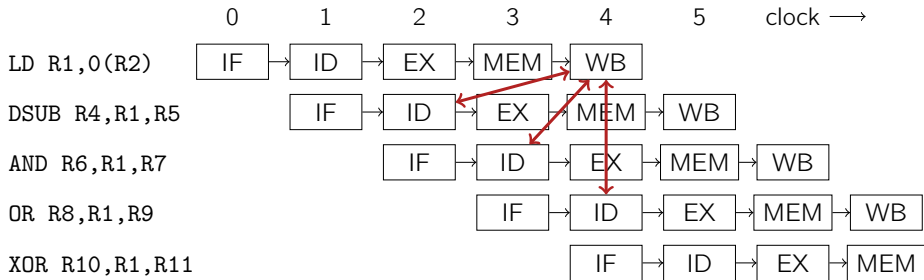 0 1 2 3 4 5 clock
LD R1,0(R2) IF ID EX MEM WB
DSUB R4,R1,R5 IF ID EX MEM WB
AND R6,R1,R7 IF ID EX MEM WB
OR R8,R1,R9 IF ID EX MEM WB
XOR R10,R1,R11 IF ID EX MEM